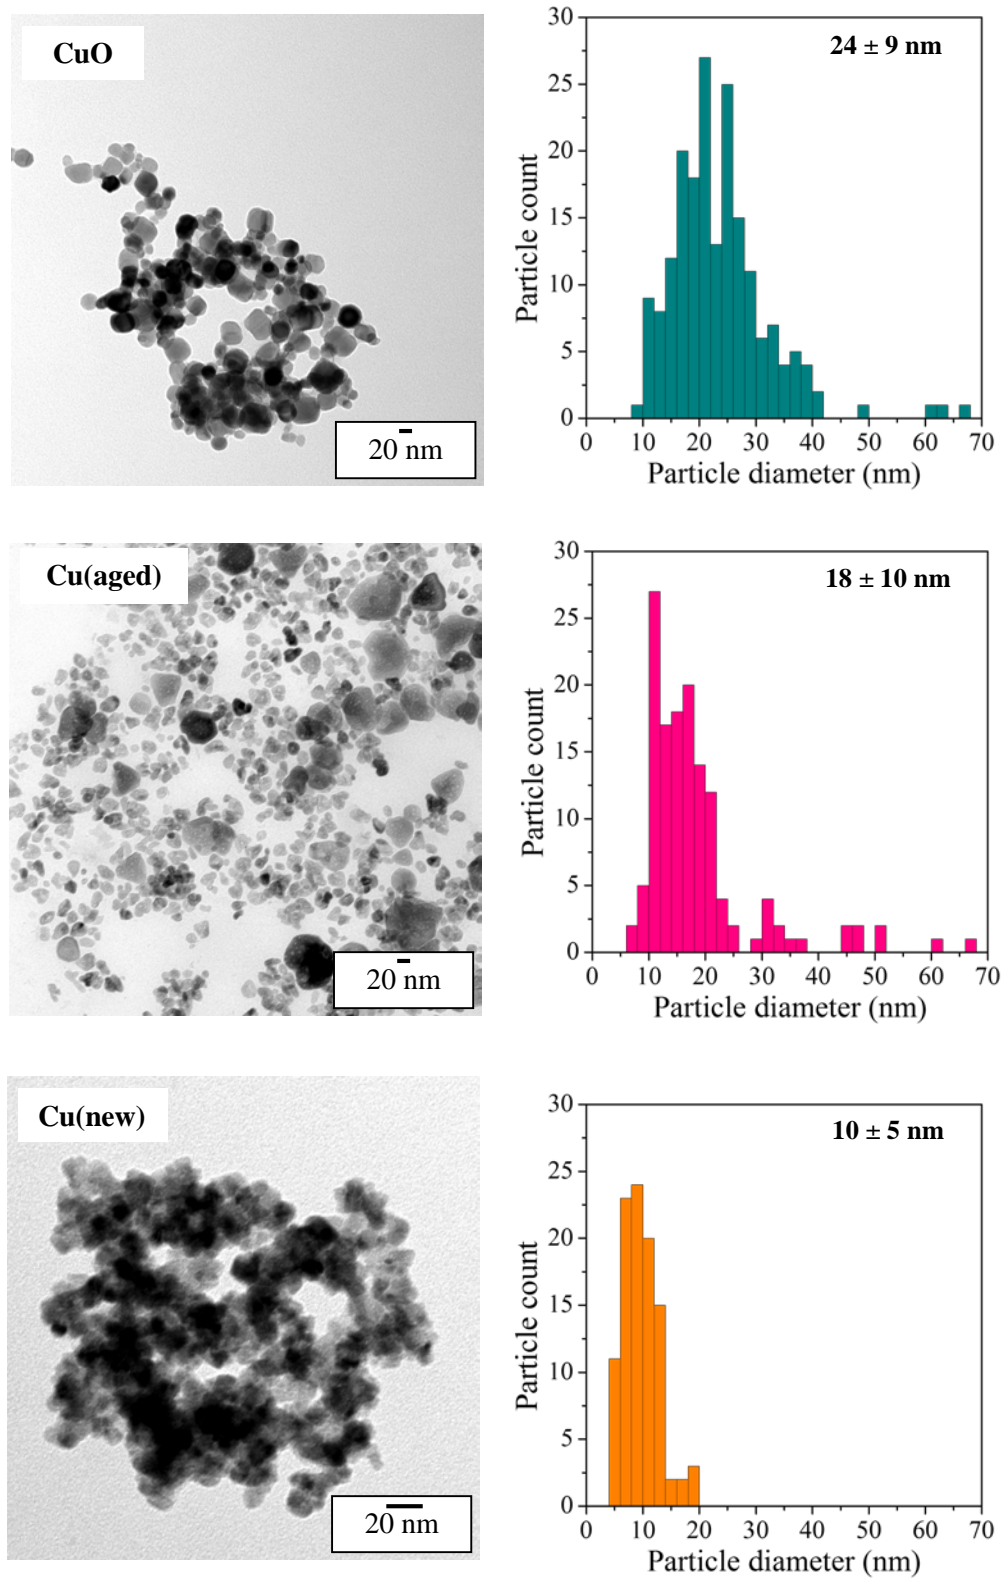 CuO
20 nm
24 ± 9 nm
30
25
20
15
10
5
0
Particle count
0 10 20 30 40 50 60 70
Particle diameter (nm)
Cu(aged)
20 nm
18 ± 10 nm
30
25
20
15
10
5
0
Particle count
0 10 20 30 40 50 60 70
Particle diameter (nm)
Cu(new)
20 nm
10 ± 5 nm
30
25
20
15
10
5
0
Particle count
0 10 20 30 40 50 60 70
Particle diameter (nm)